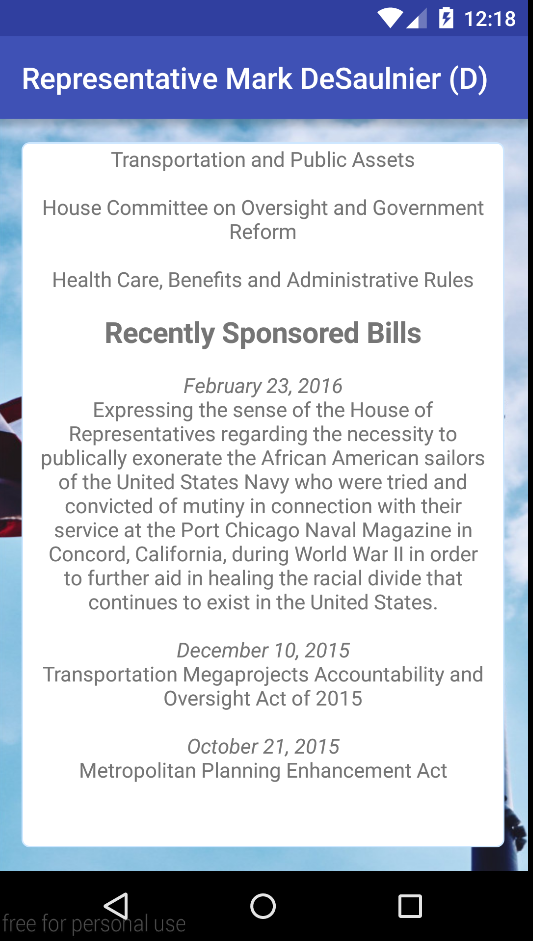 12:18
Representative Mark DeSaulnier (D)
Transportation and Public Assets
House Committee on Oversight and Government
Reform
Health Care, Benefits and Administrative Rules
Recently Sponsored Bills
February 23, 2016
Expressing the sense of the House of
Representatives regarding the necessity to
publically exonerate the African American sailors
of the United States Navy who were tried and
convicted of mutiny in connection with their
service at the Port Chicago Naval Magazine in
Concord, California, during World War II in order
to further aid in healing the racial divide that
continues to exist in the United States.
December 10, 2015
Transportation Megaprojects Accountability and
Oversight Act of 2015
October 21, 2015
Metropolitan Planning Enhancement Act
free for personal use